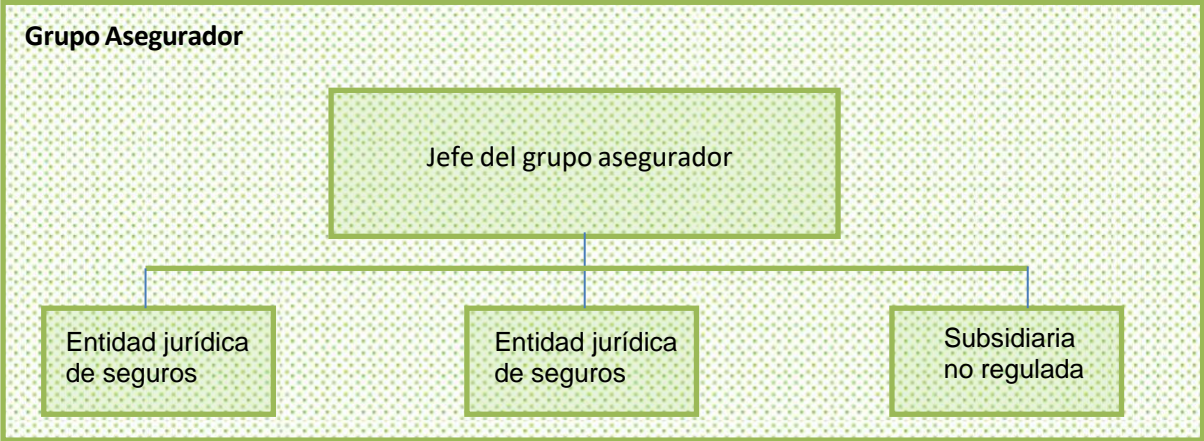 Grupo Asegurador
Jefe del grupo asegurador
Entidad jurídica
de seguros
Entidad jurídica
de seguros
Subsidiaria
no regulada